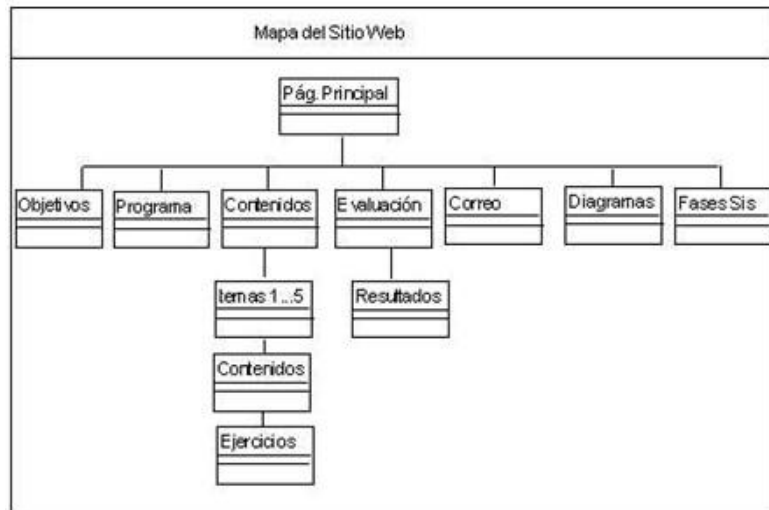 Mapa del Sitio Web
Pág. Principal
Objetivos
Programa
Contenidos
Evaluación
Correo
Diagramas
Fases Sis
temas 1...5
Resultados
Contenidos
Ejercicios